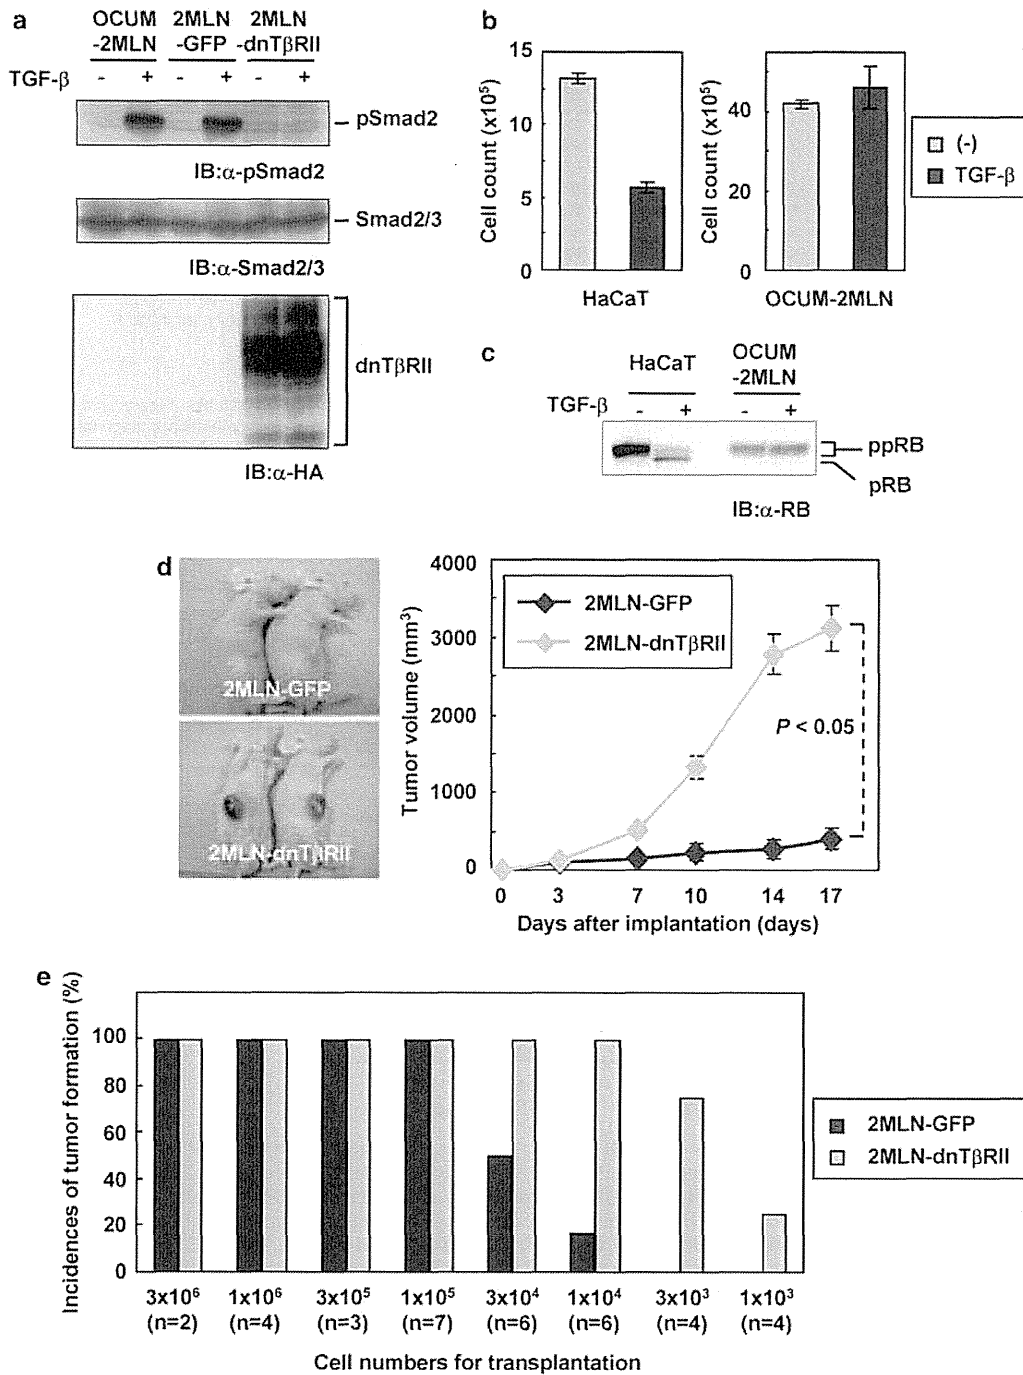 a
OCUM
-2MLN
2MLN
-GFP
2MLN
-dnTβRII
TGF-β - + - + - +
pSmad2
IB:α-pSmad2
Smad2/3
IB:α-Smad2/3
dnTβRII
IB:α-HA
b
Cell count (x10⁵)
15
10
5
0
HaCaT
Cell count (x10⁵)
40
20
0
OCUM-2MLN
(-)
TGF-β
c
HaCaT
OCUM
-2MLN
TGF-β - + - +
ppRB
pRB
IB:α-RB
d
2MLN-GFP
2MLN-dnTβRII
Tumor volume (mm³)
4000
3000
2000
1000
0
2MLN-GFP
2MLN-dnTβRII
P < 0.05
0 3 7 10 14 17
Days after implantation (days)
e
Incidences of tumor formation (%)
100
80
60
40
20
0
2MLN-GFP
2MLN-dnTβRII
3x10⁶ 1x10⁶ 3x10⁵ 1x10⁵ 3x10⁴ 1x10⁴ 3x10³ 1x10³
(n=2) (n=4) (n=3) (n=7) (n=6) (n=6) (n=4) (n=4)
Cell numbers for transplantation